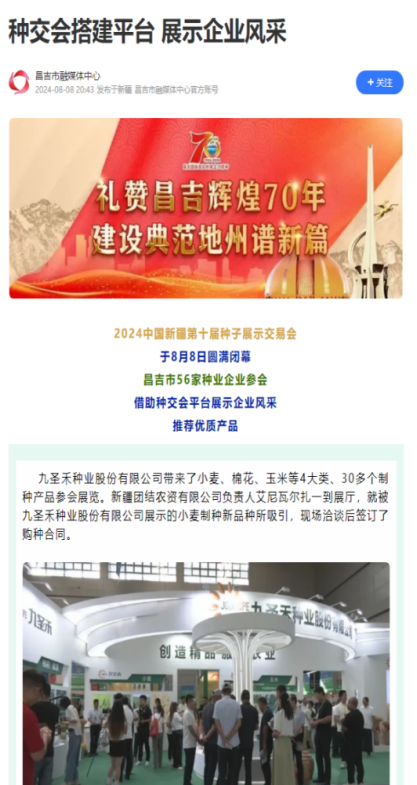 种交会搭建平台 展示企业风采
昌吉市融媒体中心
2024-08-08 20:43 发布于新疆 昌吉市融媒体中心官方账号
+关注
70
礼赞昌吉辉煌70年
建设典范地州谱新篇
2024中国新疆第十届种子展示交易会
于8月8日圆满闭幕
昌吉市56家种业企业参会
借助种交会平台展示企业风采
推荐优质产品
九圣禾种业股份有限公司带来了小麦、棉花、玉米等4大类、30多个制
种产品参会展览。新疆团结农资有限公司负责人艾尼瓦尔扎一到展厅，就被
九圣禾种业股份有限公司展示的小麦制种新品种所吸引，现场洽谈后签订了
购种合同。
九圣禾
九圣禾种业股份有限公司
创造精品 服务农业